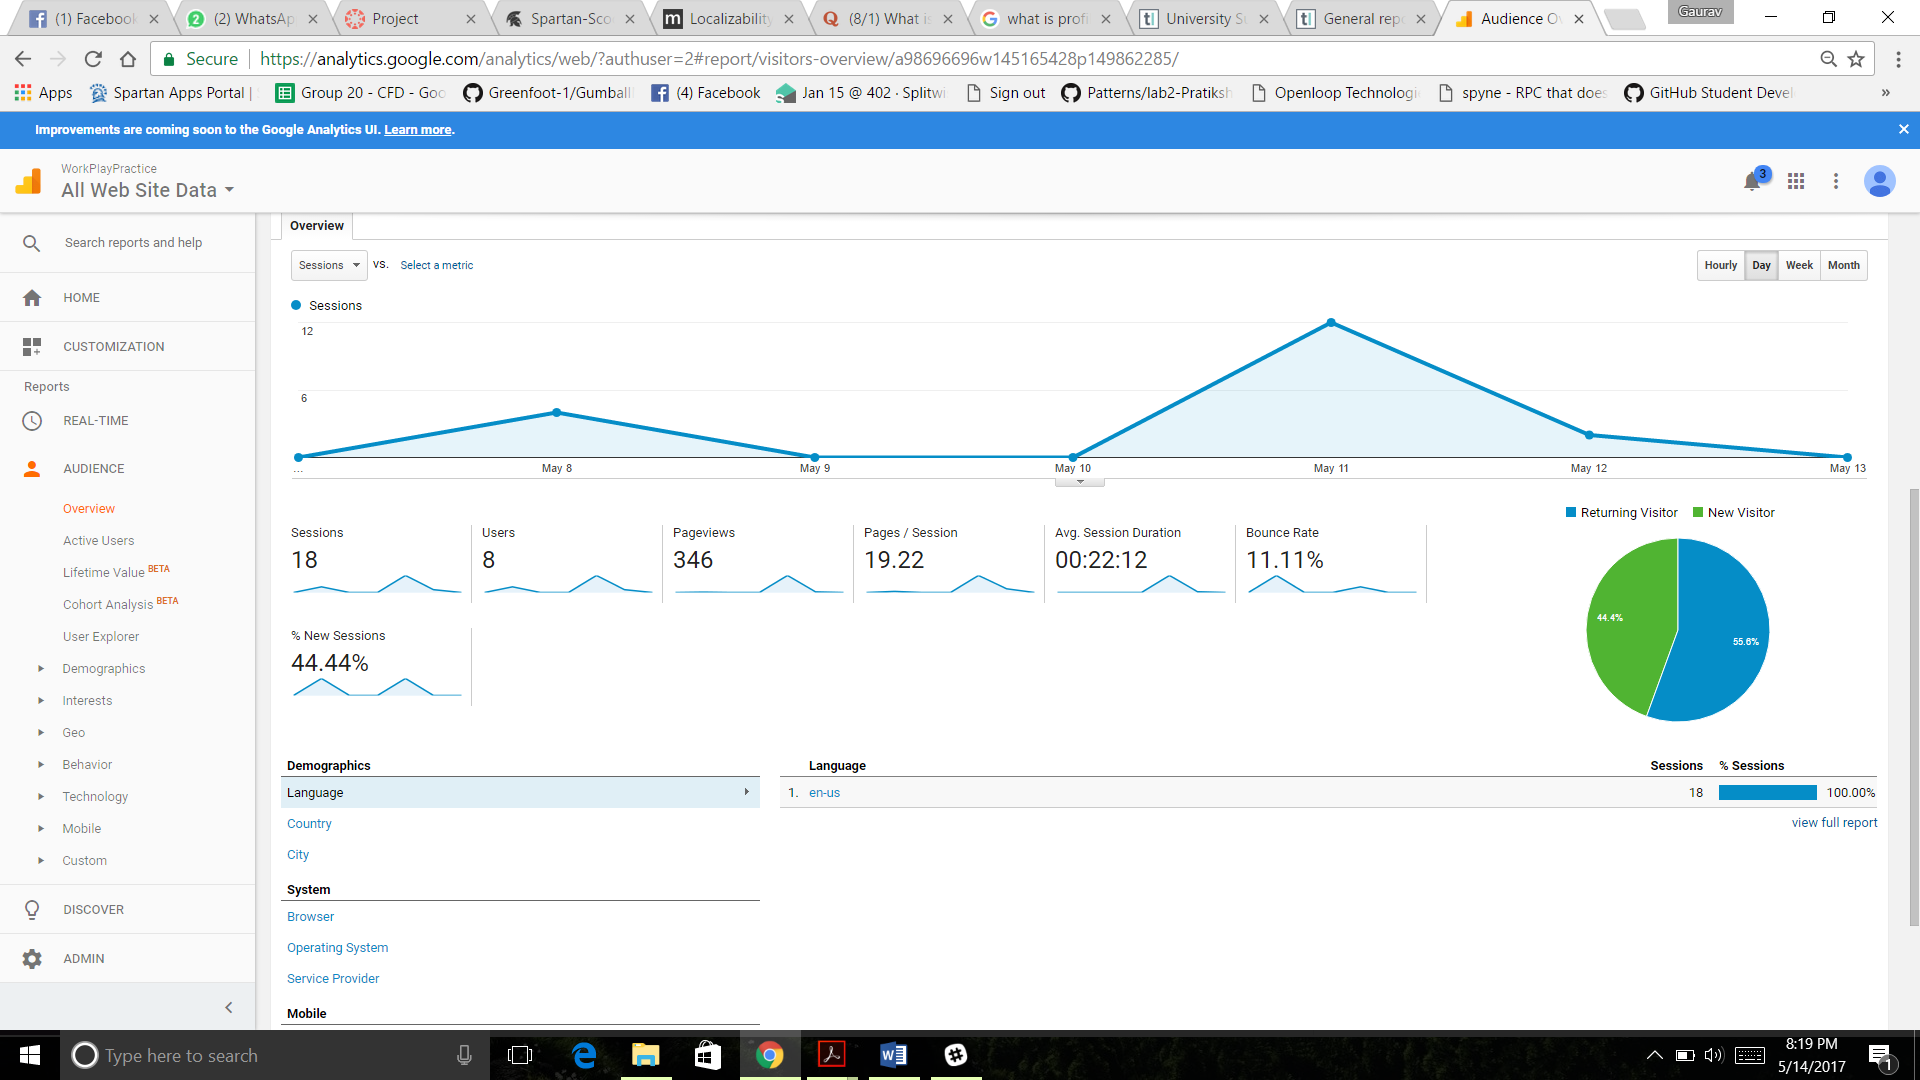 Gaurav
(1) Facebook
(2) WhatsAp
Project
Spartan-Sco
Localizability
(8/1) What is
what is profi
University S
General rep
Audience O
Secure
https://analytics.google.com/analytics/web/?authuser=2#report/visitors-overview/a98696696w145165428p149862285/
Apps
Spartan Apps Portal |
Group 20 - CFD - Goo
Greenfoot-1/Gumball
(4) Facebook
Jan 15 @ 402 · Splitwi
Sign out
Patterns/lab2-Pratiksh
Openloop Technologi
spyne - RPC that does
GitHub Student Devel
»
Improvements are coming soon to the Google Analytics UI. Learn more.
WorkPlayPractice
All Web Site Data
3
Search reports and help
HOME
CUSTOMIZATION
Reports
REAL-TIME
AUDIENCE
Overview
Active Users
Lifetime Value BETA
Cohort Analysis BETA
User Explorer
Demographics
Interests
Geo
Behavior
Technology
Mobile
Custom
DISCOVER
ADMIN
Overview
Sessions
vs.
Select a metric
Hourly
Day
Week
Month
Sessions
12
6
...
May 8
May 9
May 10
May 11
May 12
May 13
Sessions
18
Users
8
Pageviews
346
Pages / Session
19.22
Avg. Session Duration
00:22:12
Bounce Rate
11.11%
% New Sessions
44.44%
Returning Visitor
New Visitor
44.4%
55.6%
Demographics
Language
Country
City
System
Browser
Operating System
Service Provider
Mobile
Language
Sessions
% Sessions
1.
en-us
18
100.00%
view full report
Type here to search
8:19 PM
5/14/2017
1